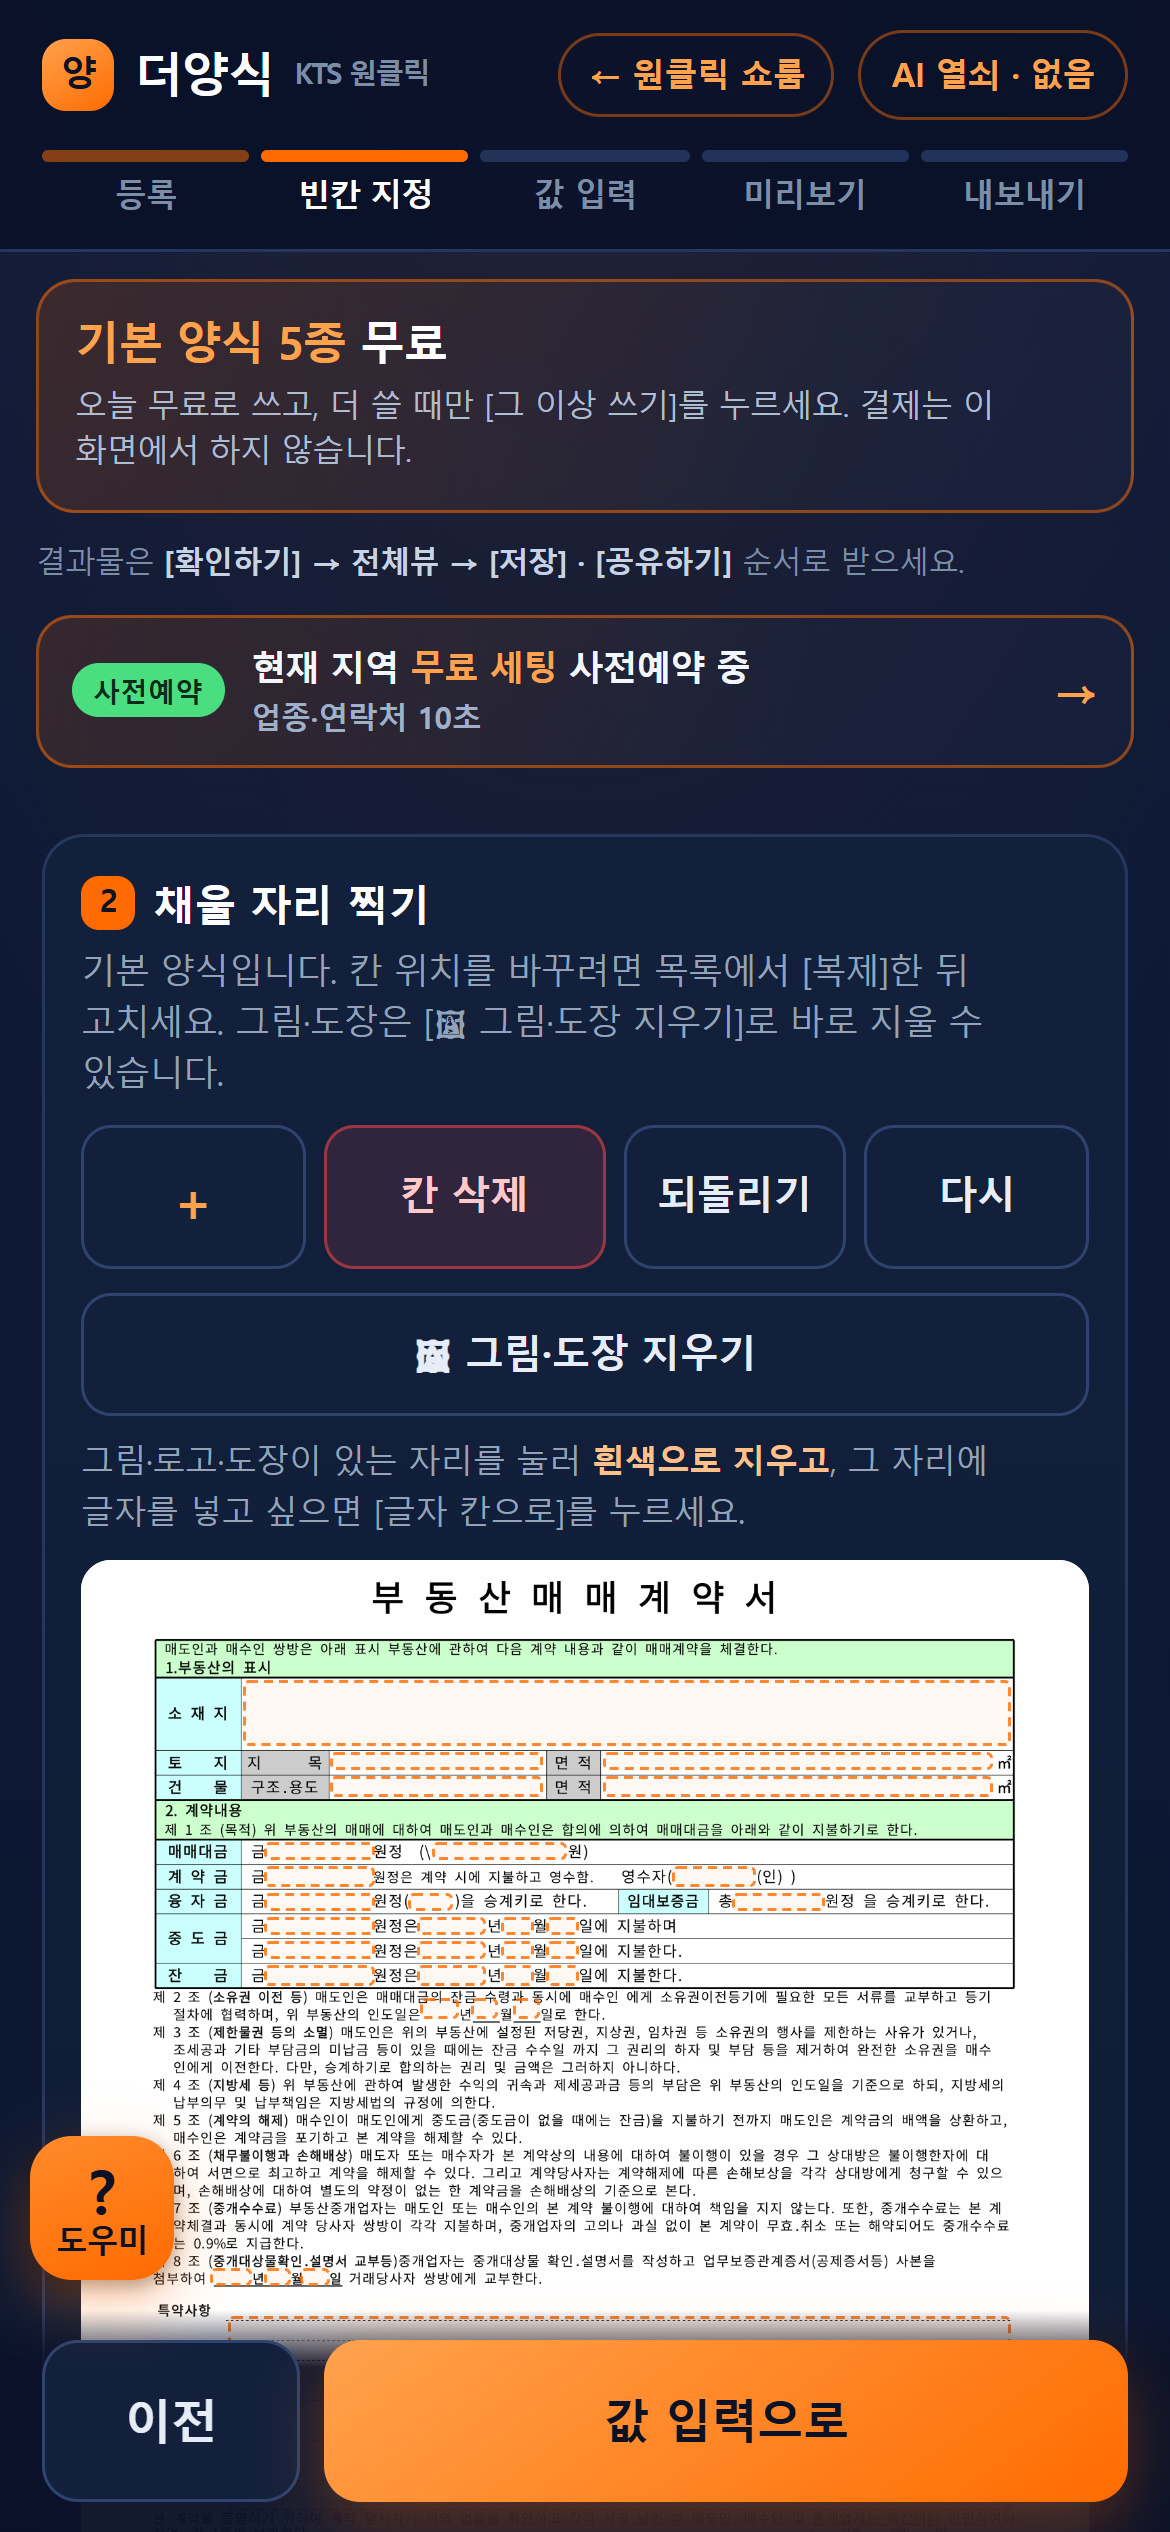 양 더양식 KTS 원클릭 ← 원클릭 쇼룸 AI 열쇠 · 없음
등록 빈칸 지정 값 입력 미리보기 내보내기
기본 양식 5종 무료
오늘 무료로 쓰고, 더 쓸 때만 [그 이상 쓰기]를 누르세요. 결제는 이
화면에서 하지 않습니다.
결과물은 [확인하기] → 전체뷰 → [저장] · [공유하기] 순서로 받으세요.
사전예약 현재 지역 무료 세팅 사전예약 중 →
업종·연락처 10초
2 채울 자리 찍기
기본 양식입니다. 칸 위치를 바꾸려면 목록에서 [복제]한 뒤
고치세요. 그림·도장은 [🖼 그림·도장 지우기]로 바로 지울 수
있습니다.
+ 칸 삭제 되돌리기 다시
🖼 그림·도장 지우기
그림·로고·도장이 있는 자리를 눌러 흰색으로 지우고, 그 자리에
글자를 넣고 싶으면 [글자 칸으로]를 누르세요.
부 동 산 매 매 계 약 서
매도인과 매수인 쌍방은 아래 표시 부동산에 관하여 다음 계약 내용과 같이 매매계약을 체결한다.
1.부동산의 표시
소 재 지
토 지 지 목 면 적 ㎡
건 물 구조.용도 면 적 ㎡
2. 계약내용
제 1 조 (목적) 위 부동산의 매매에 대하여 매도인과 매수인은 합의에 의하여 매매대금을 아래와 같이 지불하기로 한다.
매매대금 금 원정 (\ 원)
계 약 금 금 원정은 계약 시에 지불하고 영수함. 영수자( (인) )
융 자 금 금 원정( )을 승계키로 한다. 임대보증금 총 원정 을 승계키로 한다.
중 도 금 금 원정은 년 월 일에 지불하며
금 원정은 년 월 일에 지불한다.
잔 금 금 원정은 년 월 일에 지불한다.
제 2 조 (소유권 이전 등) 매도인은 매매대금의 잔금 수령과 동시에 매수인 에게 소유권이전등기에 필요한 모든 서류를 교부하고 등기
절차에 협력하며, 위 부동산의 인도일은 년 월 일로 한다.
제 3 조 (제한물권 등의 소멸) 매도인은 위의 부동산에 설정된 저당권, 지상권, 임차권 등 소유권의 행사를 제한하는 사유가 있거나,
조세공과 기타 부담금의 미납금 등이 있을 때에는 잔금 수수일 까지 그 권리의 하자 및 부담 등을 제거하여 완전한 소유권을 매수
인에게 이전한다. 다만, 승계하기로 합의하는 권리 및 금액은 그러하지 아니하다.
제 4 조 (지방세 등) 위 부동산에 관하여 발생한 수익의 귀속과 제세공과금 등의 부담은 위 부동산의 인도일을 기준으로 하되, 지방세의
납부의무 및 납부책임은 지방세법의 규정에 의한다.
제 5 조 (계약의 해제) 매수인이 매도인에게 중도금(중도금이 없을 때에는 잔금)을 지불하기 전까지 매도인은 계약금의 배액을 상환하고,
매수인은 계약금을 포기하고 본 계약을 해제할 수 있다.
6 조 (채무불이행과 손해배상) 매도자 또는 매수자가 본 계약상의 내용에 대하여 불이행이 있을 경우 그 상대방은 불이행한자에 대
하여 서면으로 최고하고 계약을 해제할 수 있다. 그리고 계약당사자는 계약해제에 따른 손해보상을 각각 상대방에게 청구할 수 있으
며, 손해배상에 대하여 별도의 약정이 없는 한 계약금을 손해배상의 기준으로 본다.
7 조 (중개수수료) 부동산중개업자는 매도인 또는 매수인의 본 계약 불이행에 대하여 책임을 지지 않는다. 또한, 중개수수료는 본 계
약체결과 동시에 계약 당사자 쌍방이 각각 지불하며, 중개업자의 고의나 과실 없이 본 계약이 무효.취소 또는 해약되어도 중개수수료
는 0.9%로 지급한다.
8 조 (중개대상물확인.설명서 교부등)중개업자는 중개대상물 확인.설명서를 작성하고 업무보증관계증서(공제증서등) 사본을
첨부하여 년 월 일 거래당사자 쌍방에게 교부한다.
특약사항
? 도우미
이전 값 입력으로